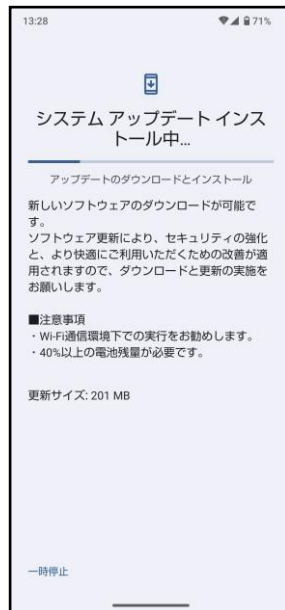 13:28
71%
システム アップデート インス
トール中...
アップデートのダウンロードとインストール
新しいソフトウェアのダウンロードが可能で
す。
ソフトウェア更新により、セキュリティの強化
と、より快適にご利用いただくための改善が適
用されますので、ダウンロードと更新の実施を
お願いします。
■注意事項
・Wi-Fi通信環境下での実行をお勧めします。
・40%以上の電池残量が必要です。
更新サイズ: 201 MB
一時停止